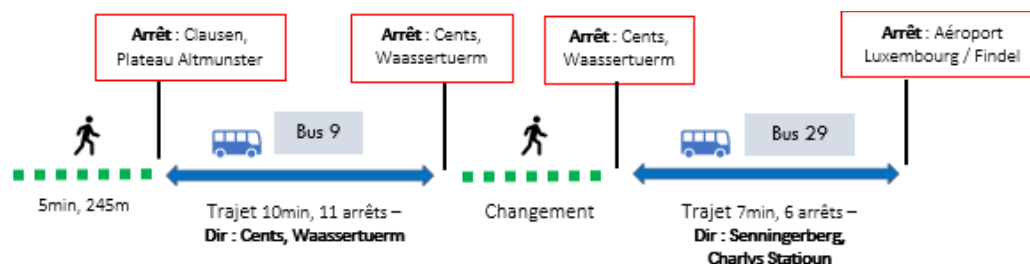 Arrêt : Clausen,
Plateau Altmunster
Arrêt : Cents,
Waassertuerm
Arrêt : Cents,
Waassertuerm
Arrêt : Aéroport
Luxembourg / Findel
Bus 9
Bus 29
5min, 245m
Trajet 10min, 11 arrêts –
Dir : Cents, Waassertuerm
Changement
Trajet 7min, 6 arrêts –
Dir : Senningerberg,
Charlys Statioun